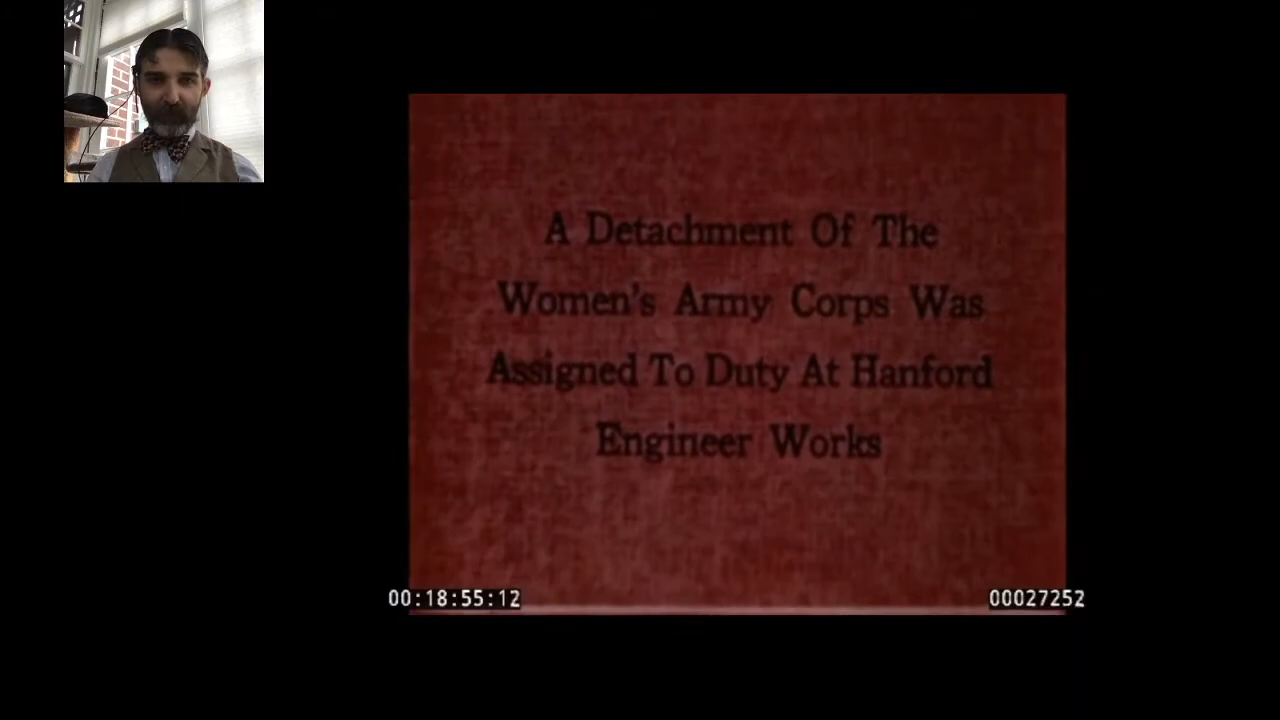 A Detachment Of The
Women's Army Corps Was
Assigned To Duty At Hanford
Engineer Works
00:18:55:12
00027252